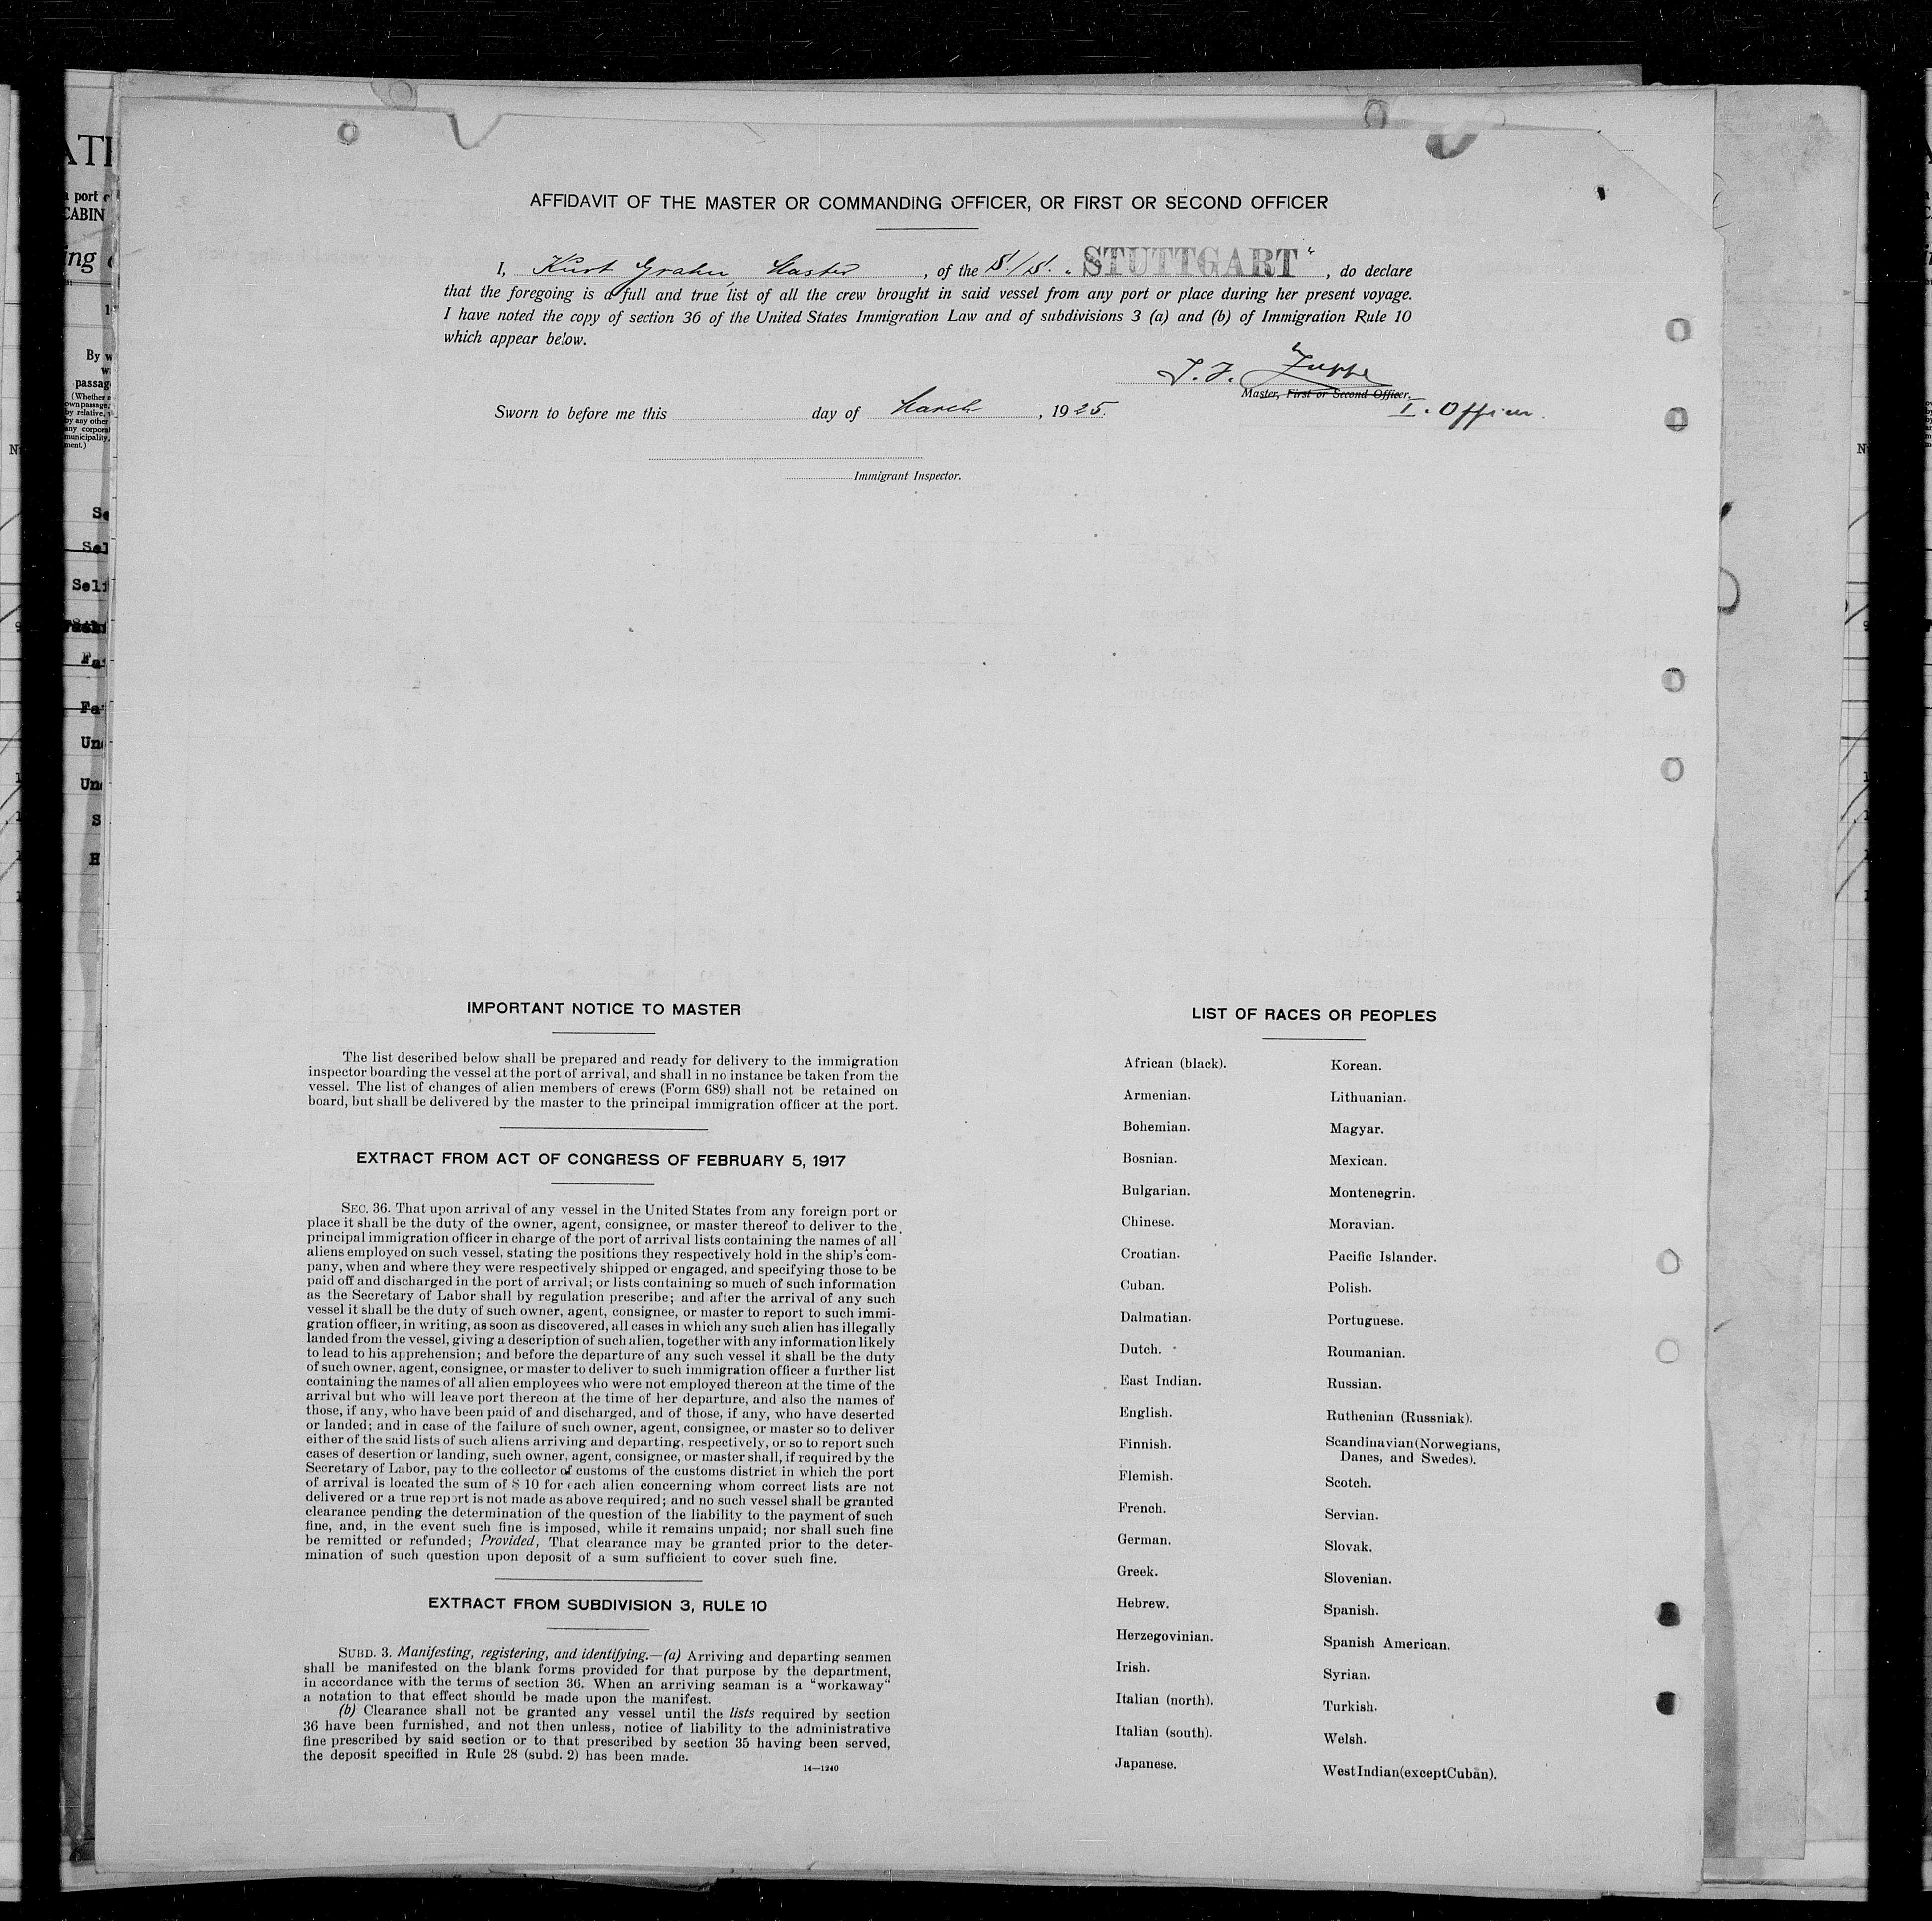 AFFIDAVIT OF THE MASTER OR COMMANDING OFFICER, OR FIRST OR SECOND OFFICER
I, Kurt Grahn, Master, of the S/S. „STUTTGART“, do declare
that the foregoing is a full and true list of all the crew brought in said vessel from any port or place during her present voyage.
I have noted the copy of section 36 of the United States Immigration Law and of subdivisions 3 (a) and (b) of Immigration Rule 10
which appear below.
Master, First or Second Officer.
I. Officer.
Sworn to before me this day of March, 1925.
Immigrant Inspector.
IMPORTANT NOTICE TO MASTER
The list described below shall be prepared and ready for delivery to the immigration
inspector boarding the vessel at the port of arrival, and shall in no instance be taken from the
vessel. The list of changes of alien members of crews (Form 689) shall not be retained on
board, but shall be delivered by the master to the principal immigration officer at the port.
EXTRACT FROM ACT OF CONGRESS OF FEBRUARY 5, 1917
SEC. 36. That upon arrival of any vessel in the United States from any foreign port or
place it shall be the duty of the owner, agent, consignee, or master thereof to deliver to the
principal immigration officer in charge of the port of arrival lists containing the names of all
aliens employed on such vessel, stating the positions they respectively hold in the ship's com-
pany, when and where they were respectively shipped or engaged, and specifying those to be
paid off and discharged in the port of arrival; or lists containing so much of such information
as the Secretary of Labor shall by regulation prescribe; and after the arrival of any such
vessel it shall be the duty of such owner, agent, consignee, or master to report to such immi-
gration officer, in writing, as soon as discovered, all cases in which any such alien has illegally
landed from the vessel, giving a description of such alien, together with any information likely
to lead to his apprehension; and before the departure of any such vessel it shall be the duty
of such owner, agent, consignee, or master to deliver to such immigration officer a further list
containing the names of all alien employees who were not employed thereon at the time of the
arrival but who will leave port thereon at the time of her departure, and also the names of
those, if any, who have been paid of and discharged, and of those, if any, who have deserted
or landed; and in case of the failure of such owner, agent, consignee, or master so to deliver
either of the said lists of such aliens arriving and departing, respectively, or so to report such
cases of desertion or landing, such owner, agent, consignee, or master shall, if required by the
Secretary of Labor, pay to the collector of customs of the customs district in which the port
of arrival is located the sum of $ 10 for each alien concerning whom correct lists are not
delivered or a true report is not made as above required; and no such vessel shall be granted
clearance pending the determination of the question of the liability to the payment of such
fine, and, in the event such fine is imposed, while it remains unpaid; nor shall such fine
be remitted or refunded; Provided, That clearance may be granted prior to the deter-
mination of such question upon deposit of a sum sufficient to cover such fine.
EXTRACT FROM SUBDIVISION 3, RULE 10
SUBD. 3. Manifesting, registering, and identifying.—(a) Arriving and departing seamen
shall be manifested on the blank forms provided for that purpose by the department,
in accordance with the terms of section 36. When an arriving seaman is a "workaway"
a notation to that effect should be made upon the manifest.
(b) Clearance shall not be granted any vessel until the lists required by section
36 have been furnished, and not then unless, notice of liability to the administrative
fine prescribed by said section or to that prescribed by section 35 having been served,
the deposit specified in Rule 28 (subd. 2) has been made.
14—1240
LIST OF RACES OR PEOPLES
African (black).
Armenian.
Bohemian.
Bosnian.
Bulgarian.
Chinese.
Croatian.
Cuban.
Dalmatian.
Dutch.
East Indian.
English.
Finnish.
Flemish.
French.
German.
Greek.
Hebrew.
Herzegovinian.
Irish.
Italian (north).
Italian (south).
Japanese.
Korean.
Lithuanian.
Magyar.
Mexican.
Montenegrin.
Moravian.
Pacific Islander.
Polish.
Portuguese.
Roumanian.
Russian.
Ruthenian (Russniak).
Scandinavian (Norwegians,
Danes, and Swedes).
Scotch.
Servian.
Slovak.
Slovenian.
Spanish.
Spanish American.
Syrian.
Turkish.
Welsh.
West Indian (except Cuban).